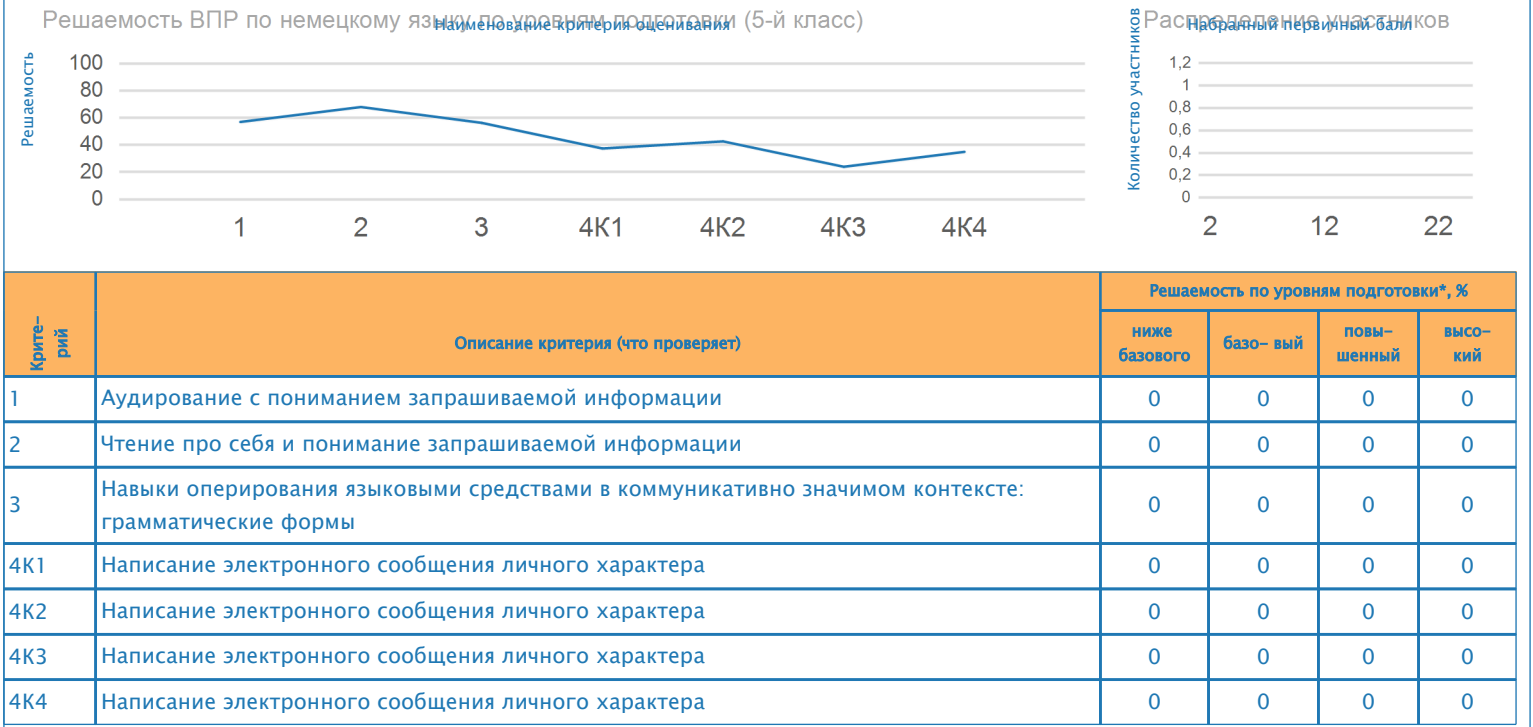 Решаемость ВПР по немецкому языку по уровням подготовки (5-й класс)
Наименование критерия оценивания
Решаемость
100
80
60
40
20
0
1 2 3 4К1 4К2 4К3 4К4
Распределение участников
Набранный первичный балл
Количество участников
1,2
1
0,8
0,6
0,4
0,2
0
2 12 22
Крите-
рий
Описание критерия (что проверяет)
Решаемость по уровням подготовки*, %
ниже
базового
базо- вый
повы-
шенный
высо-
кий
1 Аудирование с пониманием запрашиваемой информации 0 0 0 0
2 Чтение про себя и понимание запрашиваемой информации 0 0 0 0
3 Навыки оперирования языковыми средствами в коммуникативно значимом контексте:
грамматические формы 0 0 0 0
4К1 Написание электронного сообщения личного характера 0 0 0 0
4К2 Написание электронного сообщения личного характера 0 0 0 0
4К3 Написание электронного сообщения личного характера 0 0 0 0
4К4 Написание электронного сообщения личного характера 0 0 0 0